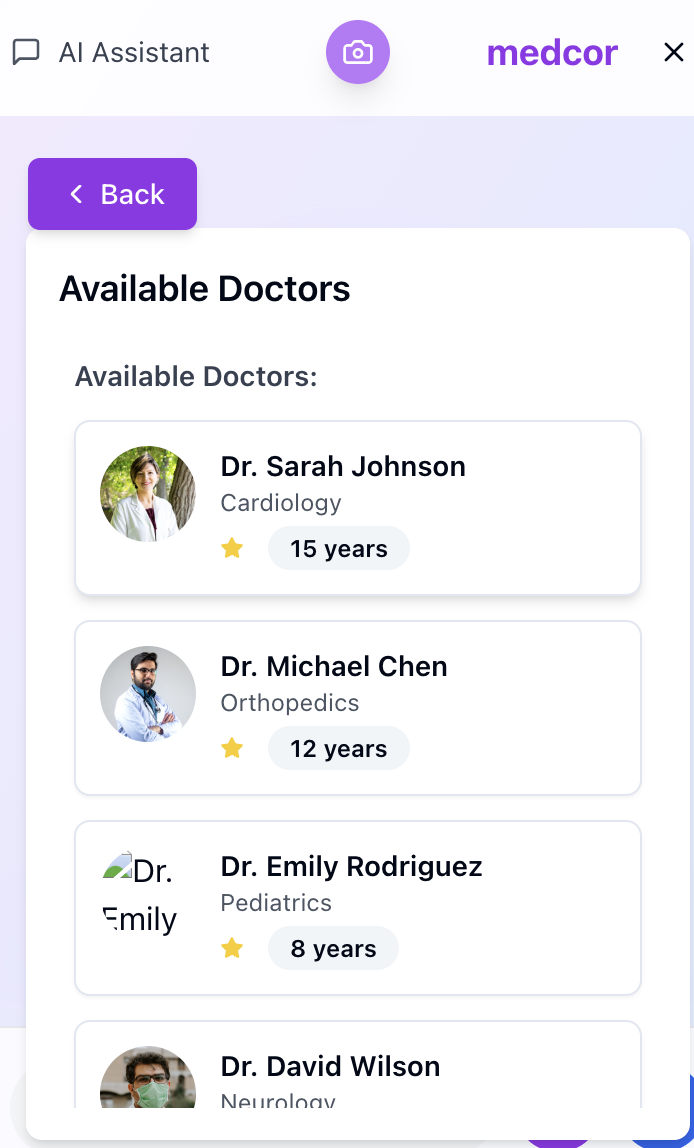 AI Assistant
medcor
Back
Available Doctors
Available Doctors:
Dr. Sarah Johnson
Cardiology
15 years
Dr. Michael Chen
Orthopedics
12 years
Dr.
Emily
Dr. Emily Rodriguez
Pediatrics
8 years
Dr. David Wilson
Neurology